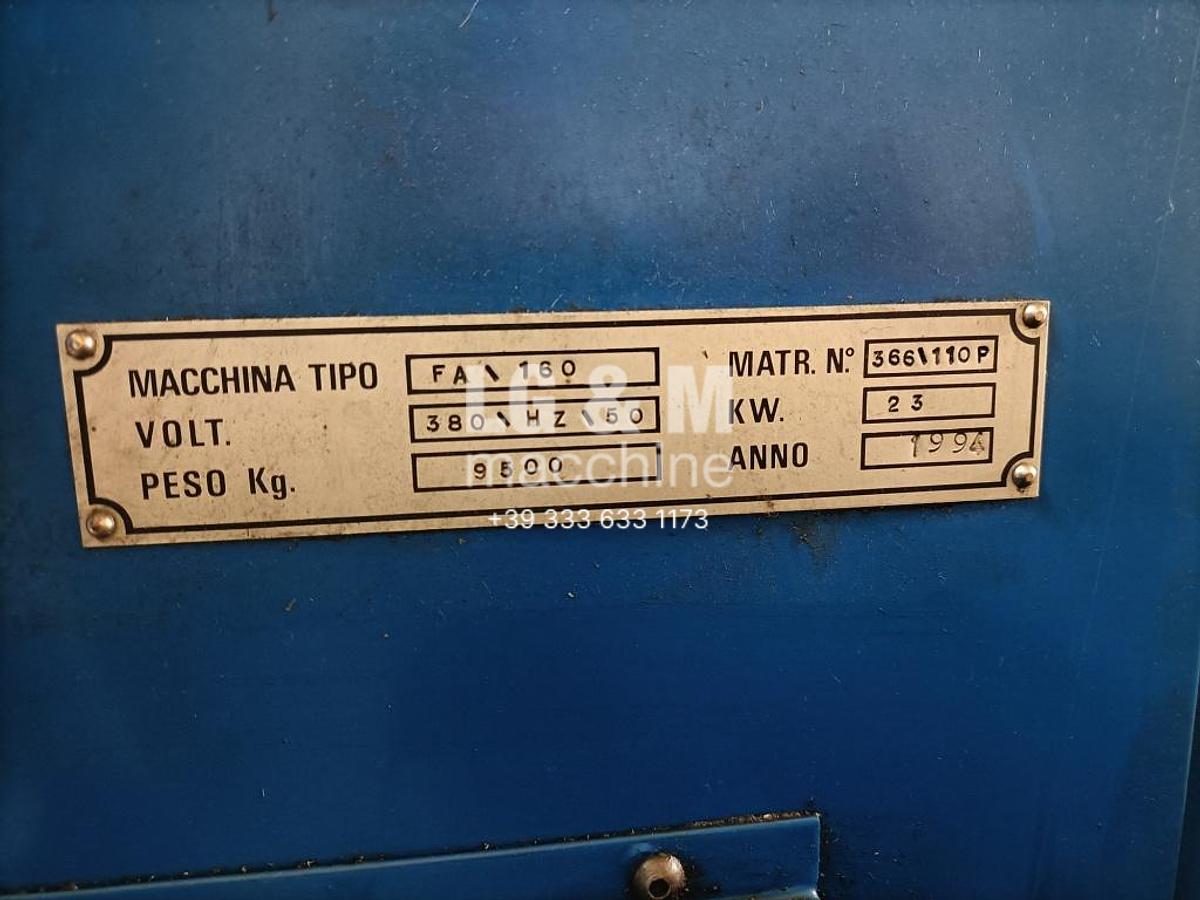 MACCHINA TIPO FA\ 160 MATR. N° 366\110P
VOLT. 380\HZ\50 KW. 23
PESO Kg. 9500 ANNO 1994
& M
macchine
+39 333 633 1173